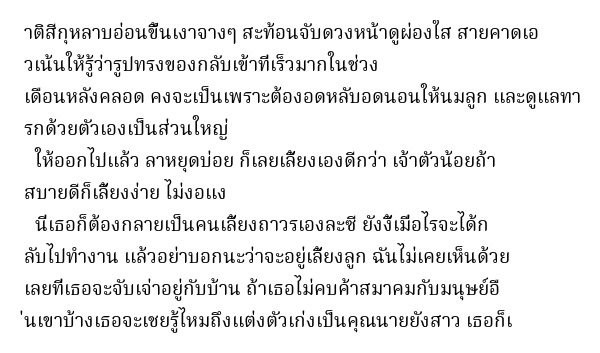 าติสีกุหลาบอ่อนขึ้นเงาจางๆ สะท้อนจับดวงหน้าดูผ่องใส สายคาดเอ
วเน้นให้รู้ว่ารูปทรงของกลับเข้าที่เร็วมากในช่วง
เดือนหลังคลอด คงจะเป็นเพราะต้องอดหลับอดนอนให้นมลูก และดูแลทา
รกด้วยตัวเองเป็นส่วนใหญ่
ให้ออกไปแล้ว ลาหยุดบ่อย ก็เลยเลี้ยงเองดีกว่า เจ้าตัวน้อยถ้า
สบายดีก็เลี้ยงง่าย ไม่งอแง
นี่เธอก็ต้องกลายเป็นคนเลี้ยงถาวรเองละซี ยังงี้เมื่อไรจะได้ก
ลับไปทำงาน แล้วอย่าบอกนะว่าจะอยู่เลี้ยงลูก ฉันไม่เคยเห็นด้วย
เลยที่เธอจะจับเจ่าอยู่กับบ้าน ถ้าเธอไม่คบค้าสมาคมกับมนุษย์อื
่นเขาบ้างเธอจะเชยรู้ไหมถึงแต่งตัวเก่งเป็นคุณนายยังสาว เธอก็เ